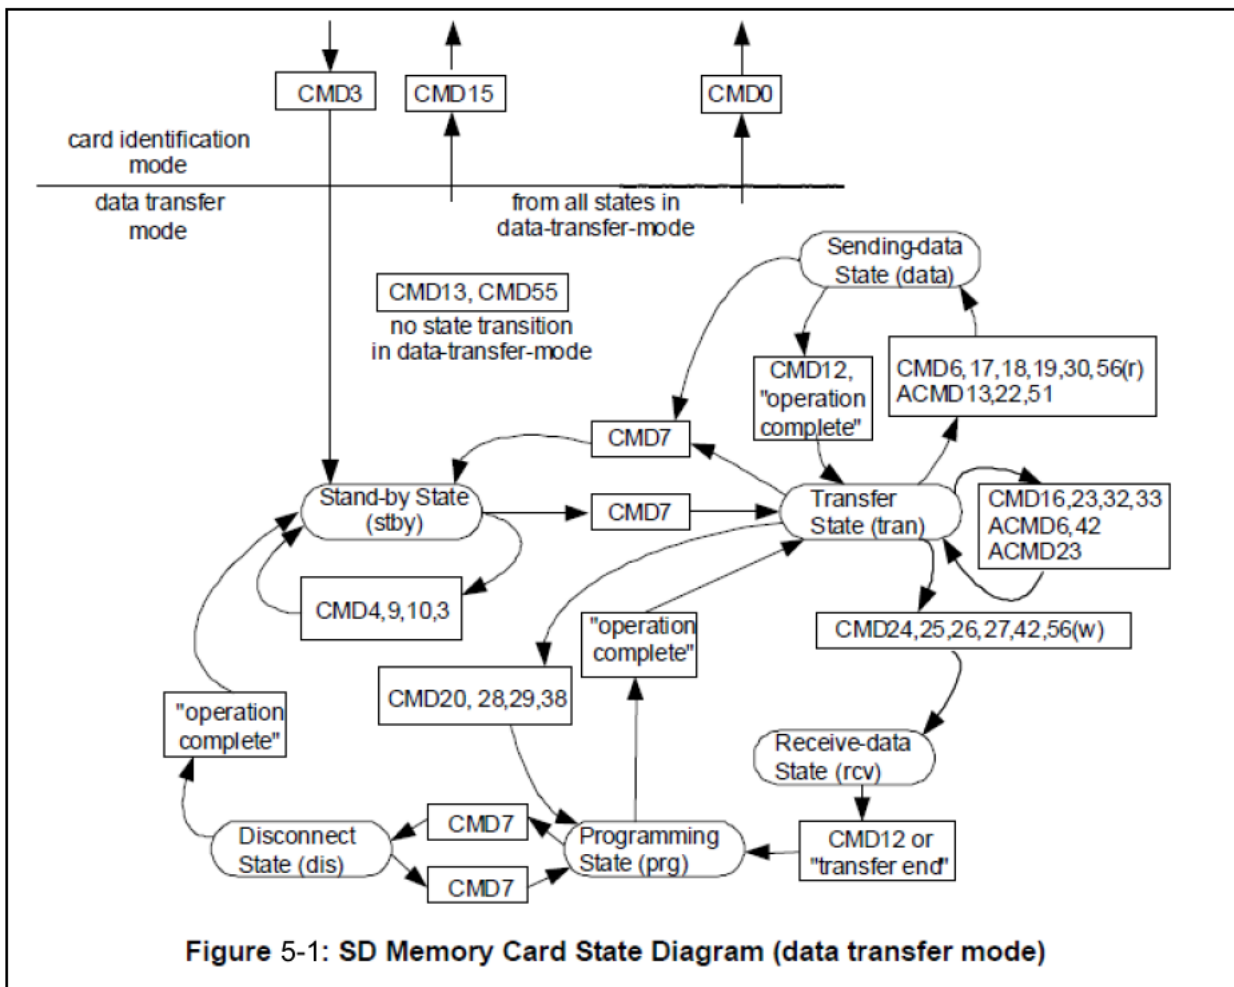 CMD3
CMD15
CMD0
card identification
mode
data transfer
mode
from all states in
data-transfer-mode
Sending-data
State (data)
CMD13, CMD55
no state transition
in data-transfer-mode
CMD12,
"operation
complete"
CMD6,17,18,19,30,56(r)
ACMD13,22,51
CMD7
Stand-by State
(stby)
CMD7
Transfer
State (tran)
CMD16,23,32,33
ACMD6,42
ACMD23
CMD4,9,10,3
"operation
complete"
CMD24,25,26,27,42,56(w)
CMD20, 28,29,38
"operation
complete"
Receive-data
State (rcv)
Disconnect
State (dis)
CMD7
CMD7
Programming
State (prg)
CMD12 or
"transfer end"
Figure 5-1: SD Memory Card State Diagram (data transfer mode)